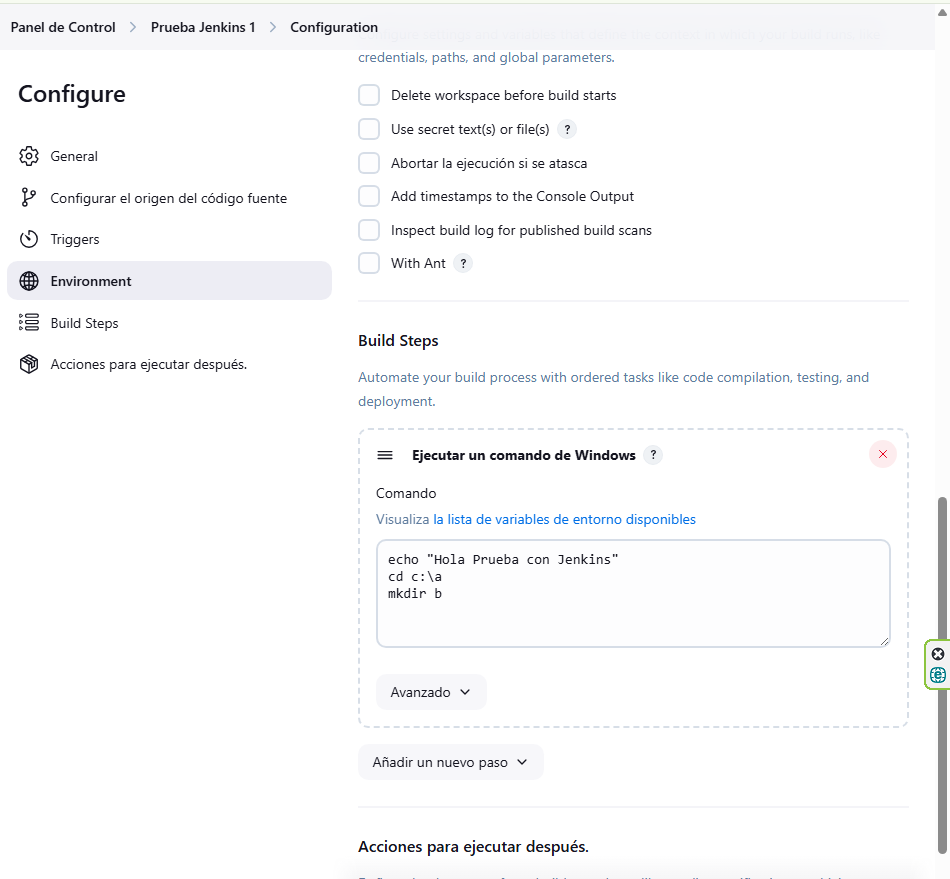 Panel de Control > Prueba Jenkins 1 > Configuration
credentials, paths, and global parameters.
Configure
Delete workspace before build starts
Use secret text(s) or file(s) ?
General
Abortar la ejecución si se atasca
Configurar el origen del código fuente
Add timestamps to the Console Output
Triggers
Inspect build log for published build scans
Environment
With Ant ?
Build Steps
Acciones para ejecutar después.
Build Steps
Automate your build process with ordered tasks like code compilation, testing, and
deployment.
Ejecutar un comando de Windows ?
Comando
Visualiza la lista de variables de entorno disponibles
echo "Hola Prueba con Jenkins"
cd c:\a
mkdir b
Avanzado
Añadir un nuevo paso
Acciones para ejecutar después.